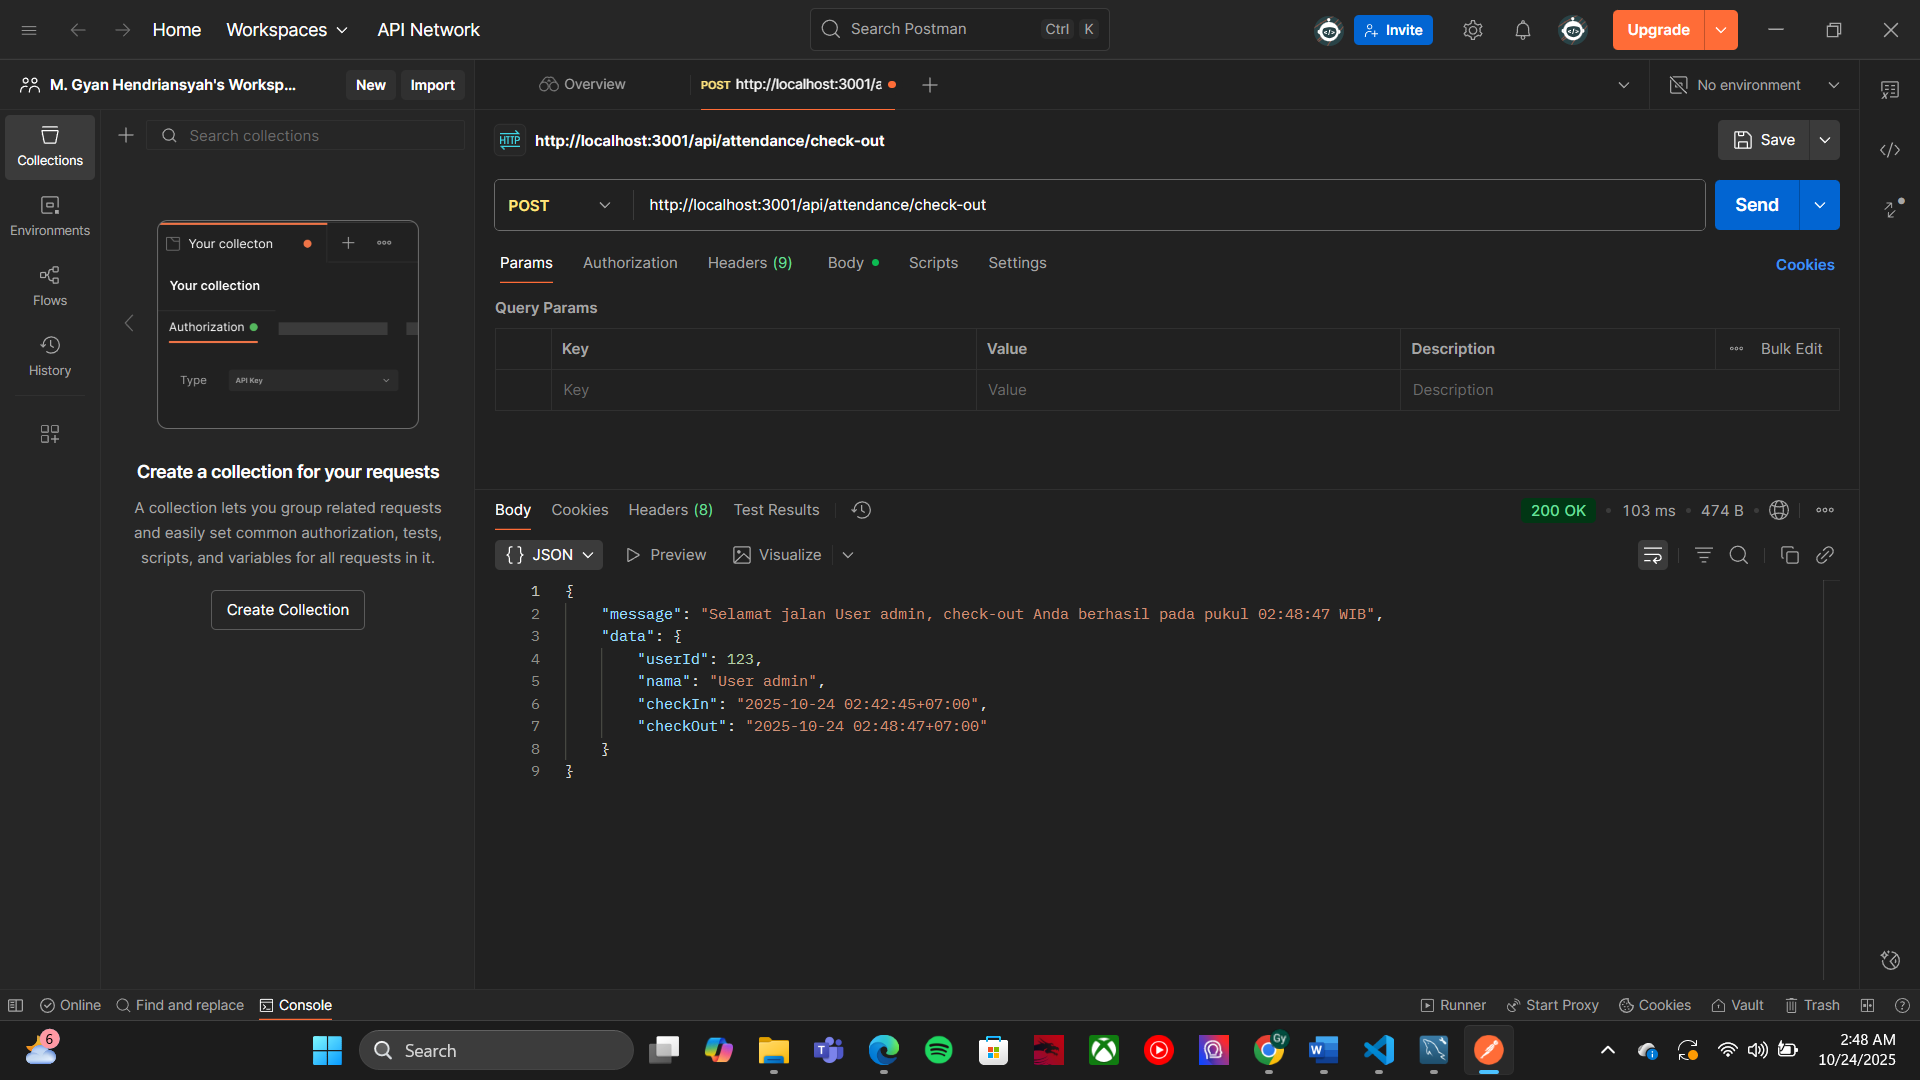 Home
Workspaces
API Network
Search Postman
Ctrl K
Invite
Upgrade
M. Gyan Hendriansyah's Worksp...
New
Import
Overview
POST http://localhost:3001/a
No environment
Collections
Environments
Flows
History
Search collections
Your collecton
Your collection
Authorization
Type
API Key
Create a collection for your requests
A collection lets you group related requests
and easily set common authorization, tests,
scripts, and variables for all requests in it.
Create Collection
HTTP
http://localhost:3001/api/attendance/check-out
Save
POST
http://localhost:3001/api/attendance/check-out
Send
Params
Authorization
Headers (9)
Body
Scripts
Settings
Cookies
Query Params
Key
Value
Description
Bulk Edit
Key
Value
Description
Body
Cookies
Headers (8)
Test Results
200 OK
103 ms
474 B
{} JSON
Preview
Visualize
1 {
2 "message": "Selamat jalan User admin, check-out Anda berhasil pada pukul 02:48:47 WIB",
3 "data": {
4 "userId": 123,
5 "nama": "User admin",
6 "checkIn": "2025-10-24 02:42:45+07:00",
7 "checkOut": "2025-10-24 02:48:47+07:00"
8 }
9 }
Online
Find and replace
Console
Runner
Start Proxy
Cookies
Vault
Trash
6
Search
Gy
2:48 AM
10/24/2025